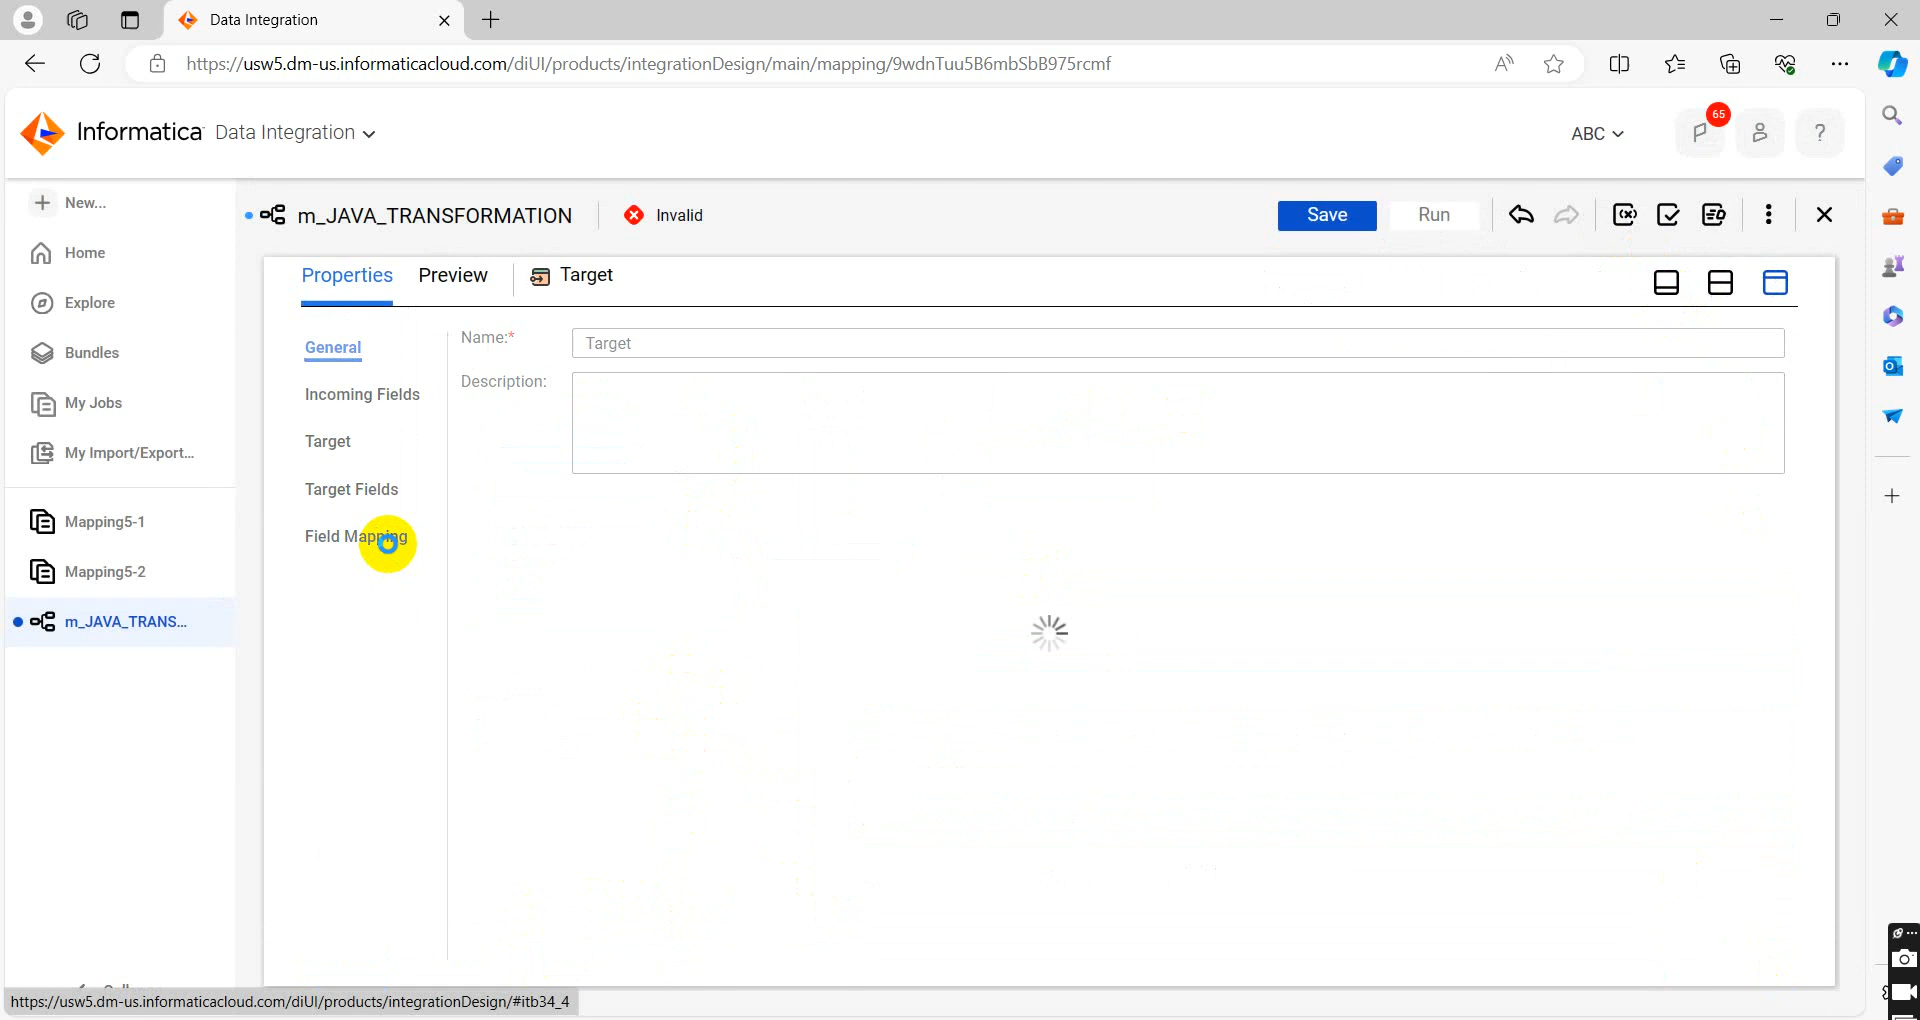 Data Integration
https://usw5.dm-us.informaticacloud.com/diUI/products/integrationDesign/main/mapping/9wdnTuu5B6mbSbB975rcmf
Informatica Data Integration
ABC
65
?
New...
m_JAVA_TRANSFORMATION
Invalid
Save
Run
Home
Explore
Bundles
My Jobs
My Import/Export...
Mapping5-1
Mapping5-2
m_JAVA_TRANS...
Properties
Preview
Target
General
Incoming Fields
Target
Target Fields
Field Mapping
Name:*
Target
Description:
https://usw5.dm-us.informaticacloud.com/diUI/products/integrationDesign/#itb34_4